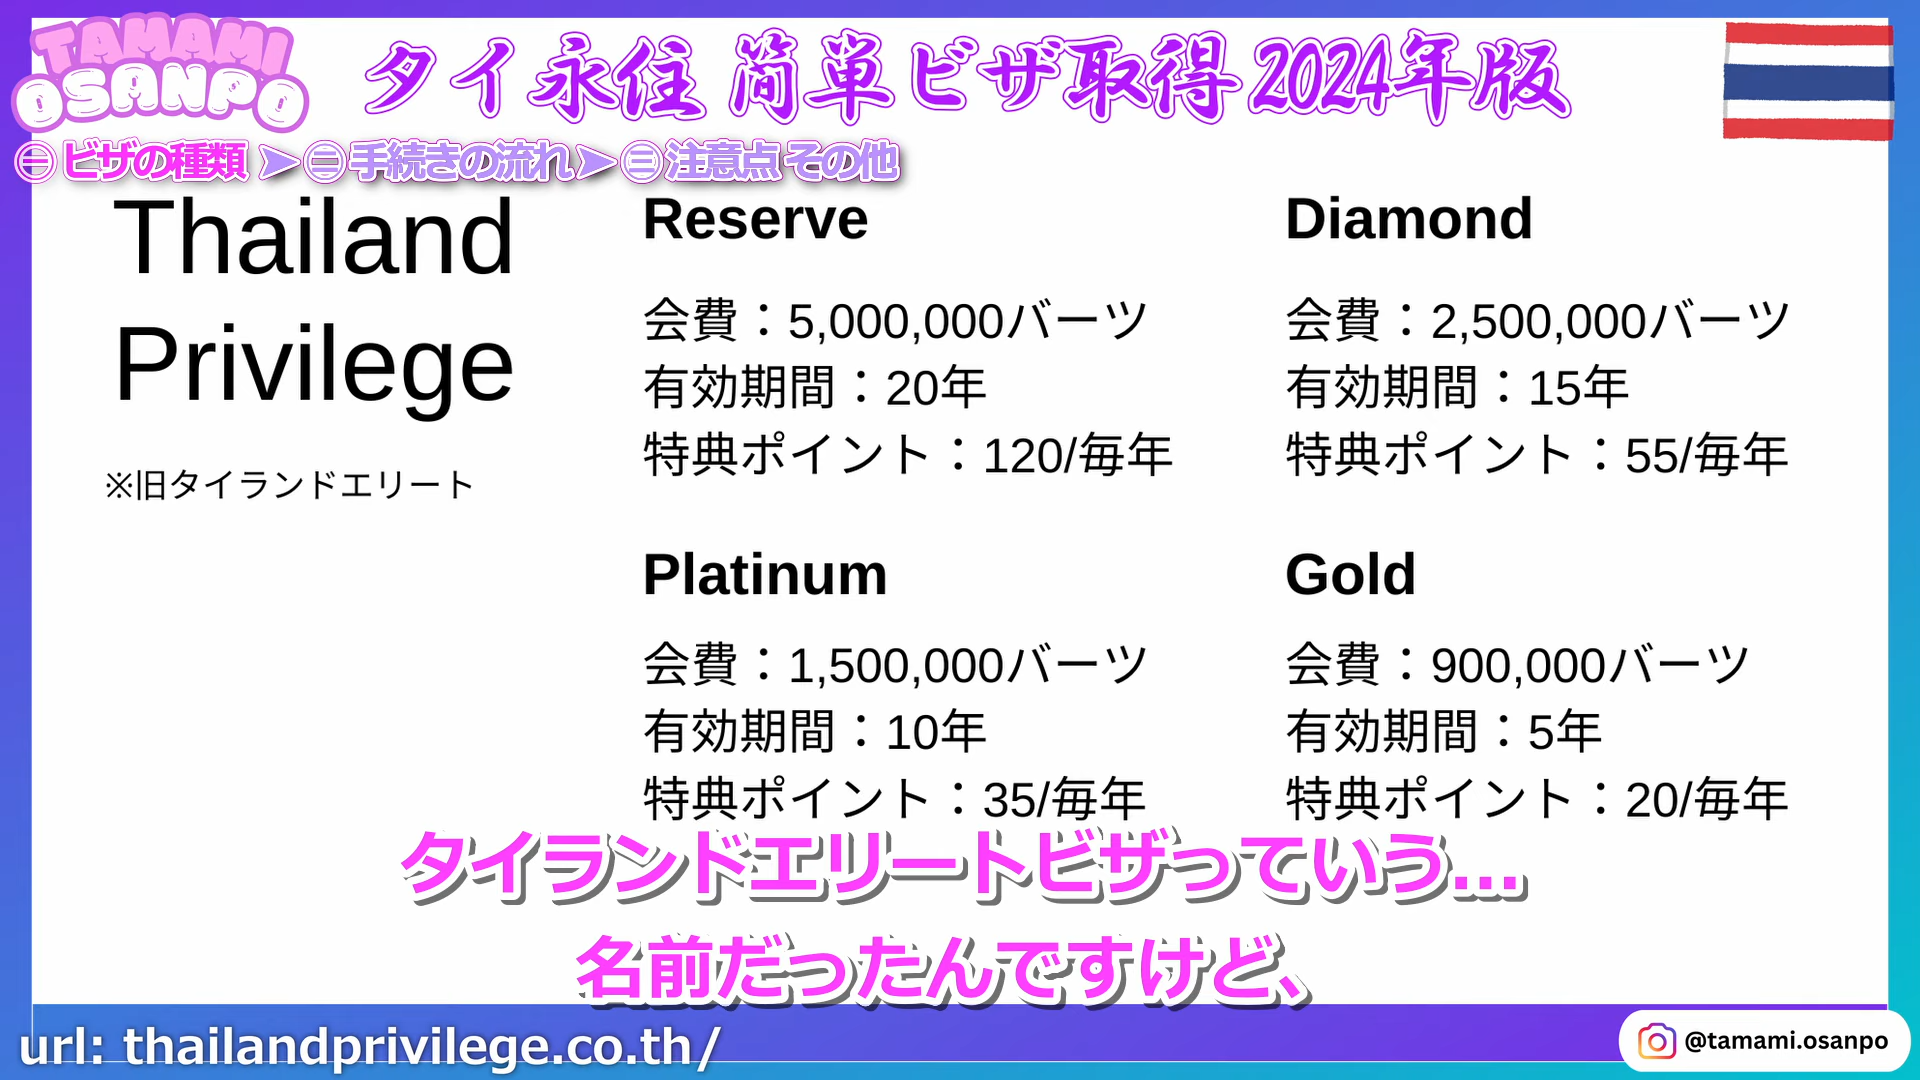 TAMAMI
OSANPO
タイ永住 簡単ビザ取得 2024年版
㊀ ビザの種類 ➤ ㊁ 手続きの流れ ➤ ㊂ 注意点 その他
Thailand
Privilege
※旧タイランドエリート
Reserve
会費：5,000,000バーツ
有効期間：20年
特典ポイント：120/毎年
Diamond
会費：2,500,000バーツ
有効期間：15年
特典ポイント：55/毎年
Platinum
会費：1,500,000バーツ
有効期間：10年
特典ポイント：35/毎年
Gold
会費：900,000バーツ
有効期間：5年
特典ポイント：20/毎年
タイランドエリートビザっていう...
名前だったんですけど、
url: thailandprivilege.co.th/
@tamami.osanpo